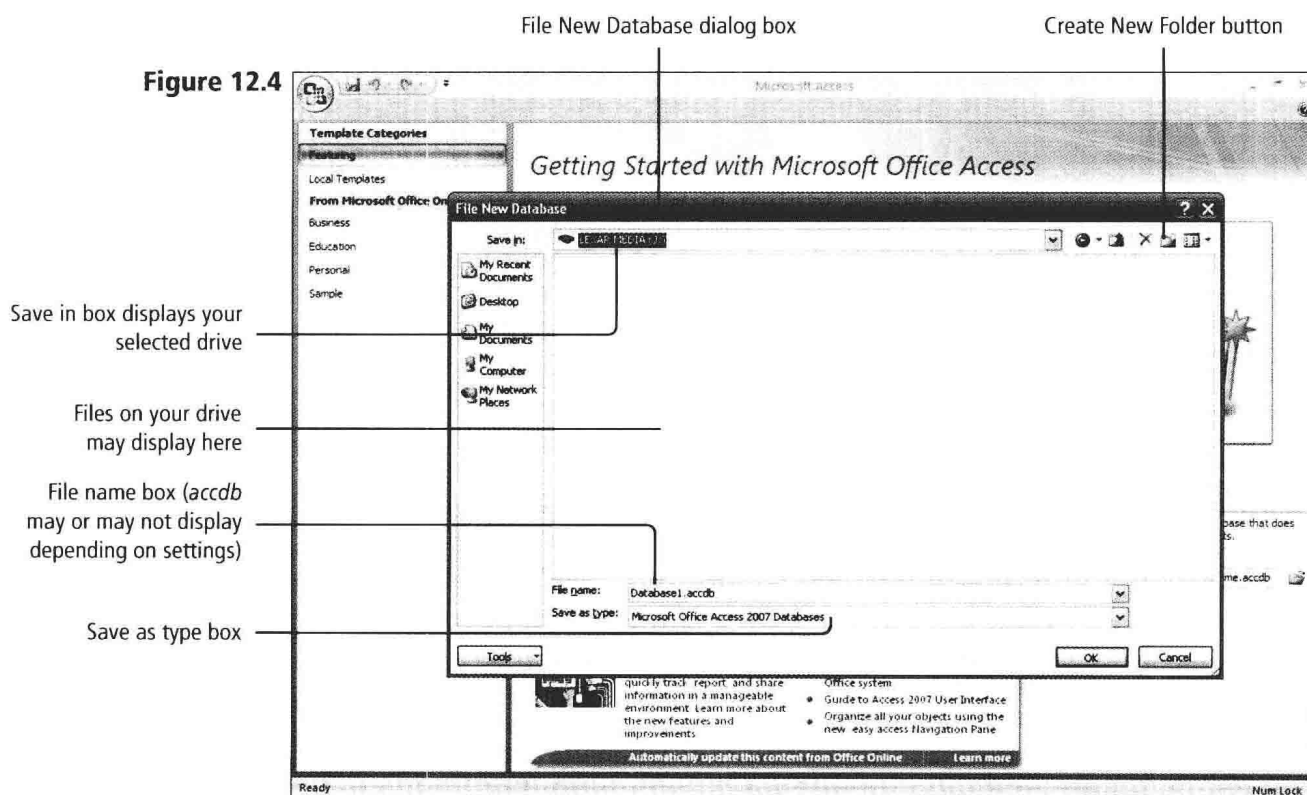 File New Database dialog box
Create New Folder button
Figure 12.4
Microsoft Access
Template Categories
Featuring
Getting Started with Microsoft Office Access
Local Templates
From Microsoft Office On
File New Database
Business
Save in:
LEXAR MEDIA
Education
My Recent
Documents
Personal
Desktop
Sample
Save in box displays your
selected drive
My
Documents
My
Computer
My Network
Places
Files on your drive
may display here
File name box (accdb
may or may not display
depending on settings)
base that does
ts.
me.accdb
File name:
Database1.accdb
Save as type:
Microsoft Office Access 2007 Databases
Save as type box
Tools
OK
Cancel
quickly track, report, and share
information in a manageable
environment. Learn more about
the new features and
improvements
Office system
Guide to Access 2007 User Interface
Organize all your objects using the
new easy access Navigation Pane
Automatically update this content from Office Online
Learn more
Ready
Num Lock